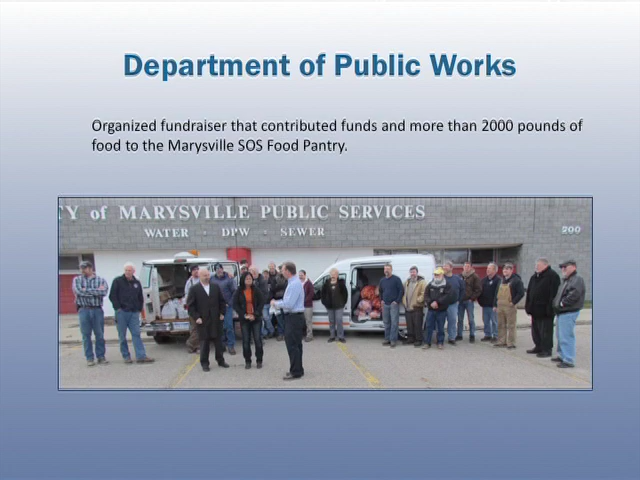 Department of Public Works
Organized fundraiser that contributed funds and more than 2000 pounds of
food to the Marysville SOS Food Pantry.
TY of MARYSVILLE PUBLIC SERVICES
WATER DPW & SEWER
200